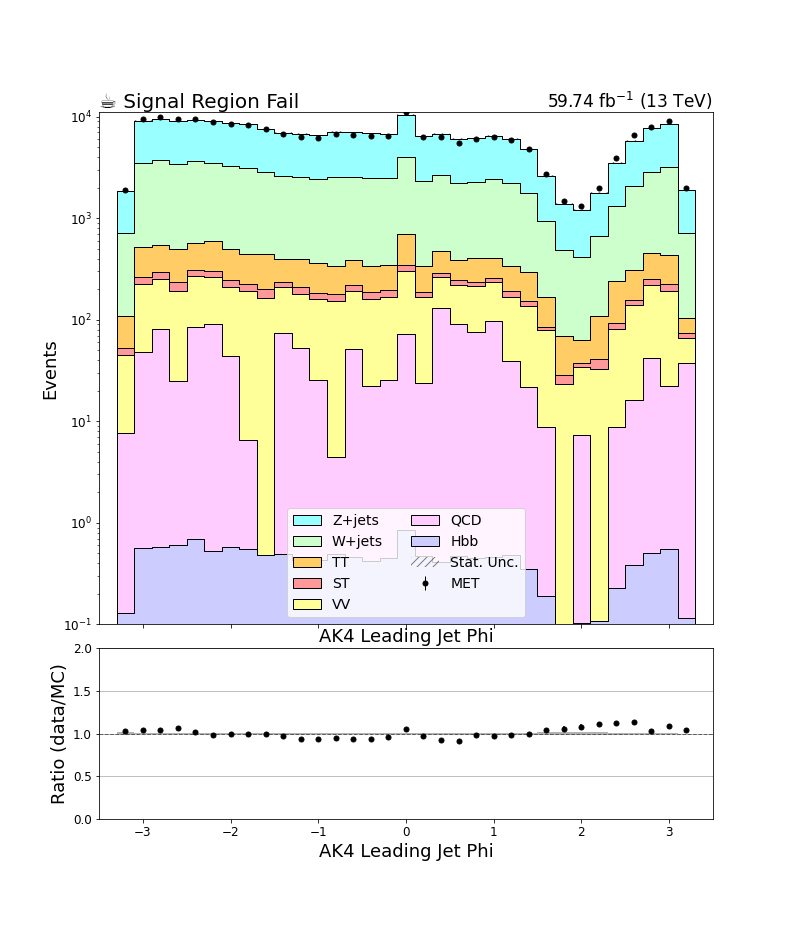 ☕ Signal Region Fail
59.74 fb⁻¹ (13 TeV)
10⁴
10³
10²
10¹
10⁰
10⁻¹
Events
Z+jets
W+jets
TT
ST
VV
QCD
Hbb
Stat. Unc.
MET
AK4 Leading Jet Phi
2.0
1.5
1.0
0.5
0.0
Ratio (data/MC)
−3 −2 −1 0 1 2 3
AK4 Leading Jet Phi